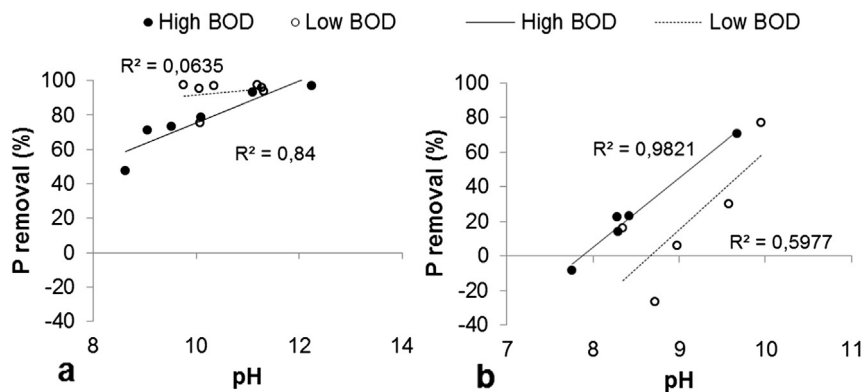 High BOD Low BOD High BOD Low BOD
R² = 0,0635
R² = 0,84
P removal (%)
100
80
60
40
20
0
-20
-40
8 10 12 14
a pH
R² = 0,9821
R² = 0,5977
P removal (%)
100
80
60
40
20
0
-20
-40
7 8 9 10 11
b pH